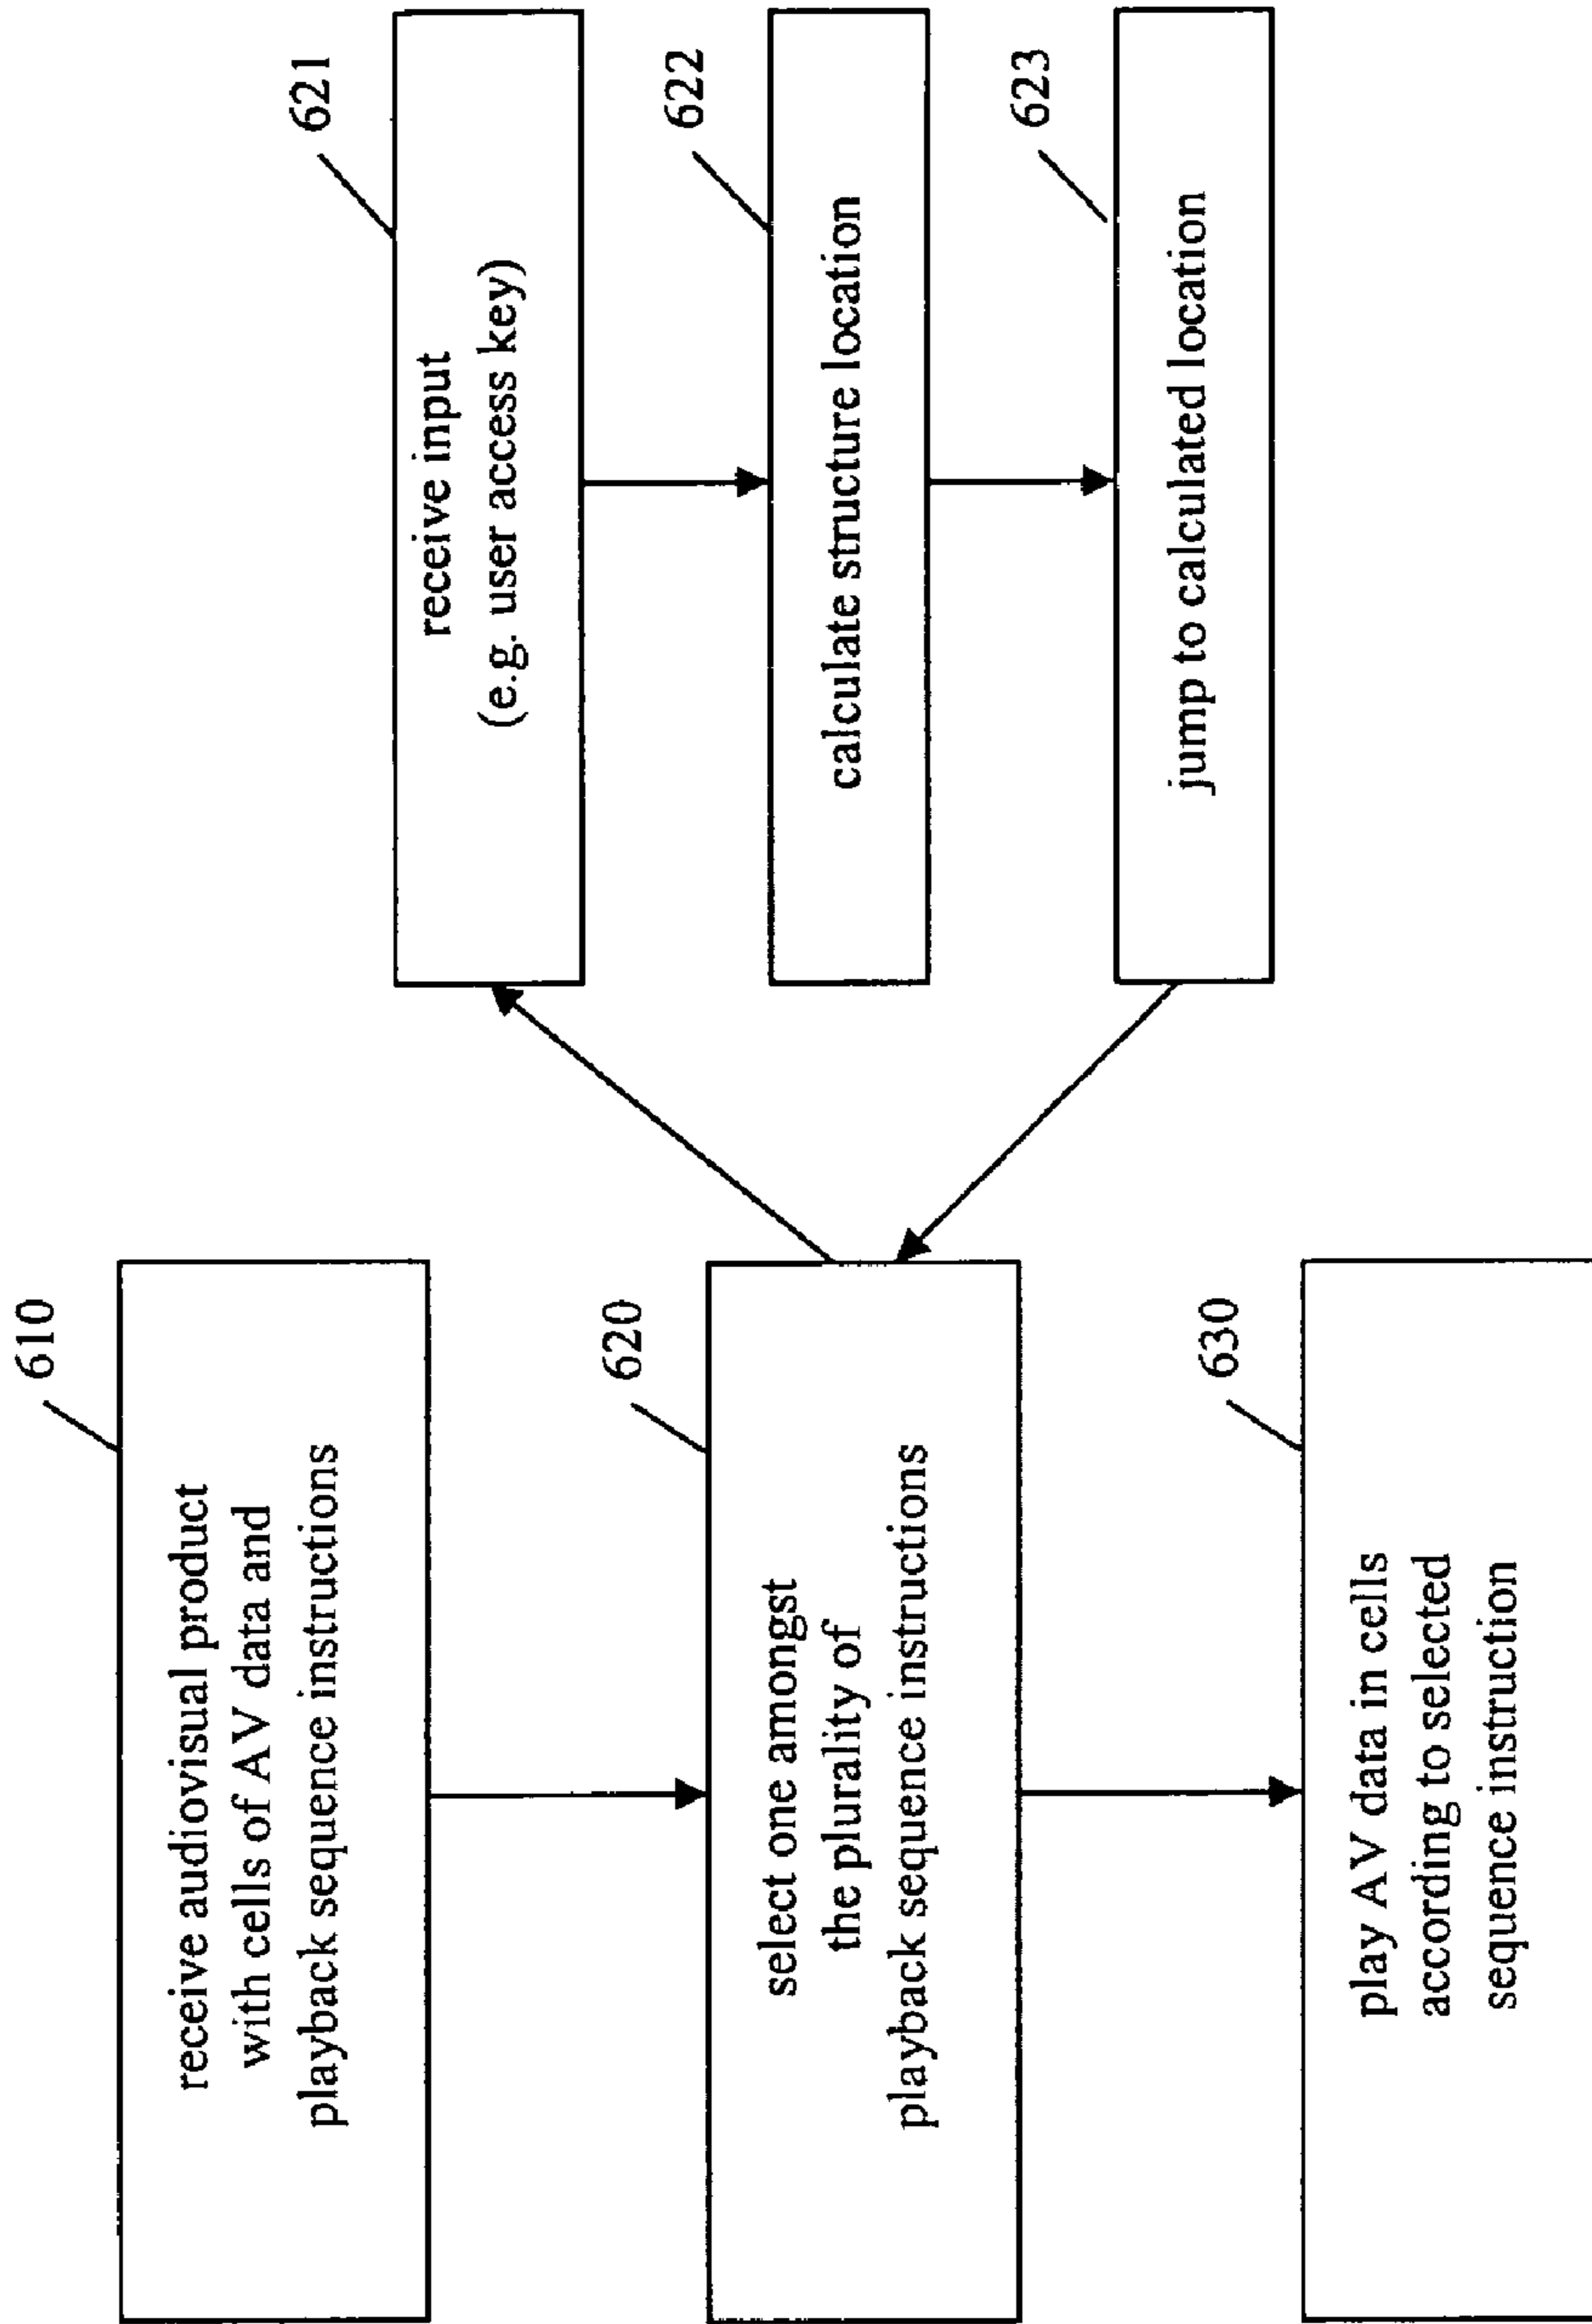 610
receive audiovisual product
with cells of AV data and
playback sequence instructions
620
select one amongst
the plurality of
playback sequence instructions
630
play AV data in cells
according to selected
sequence instruction
621
receive input
(e.g. user access key)
622
calculate structure location
623
jump to calculated location